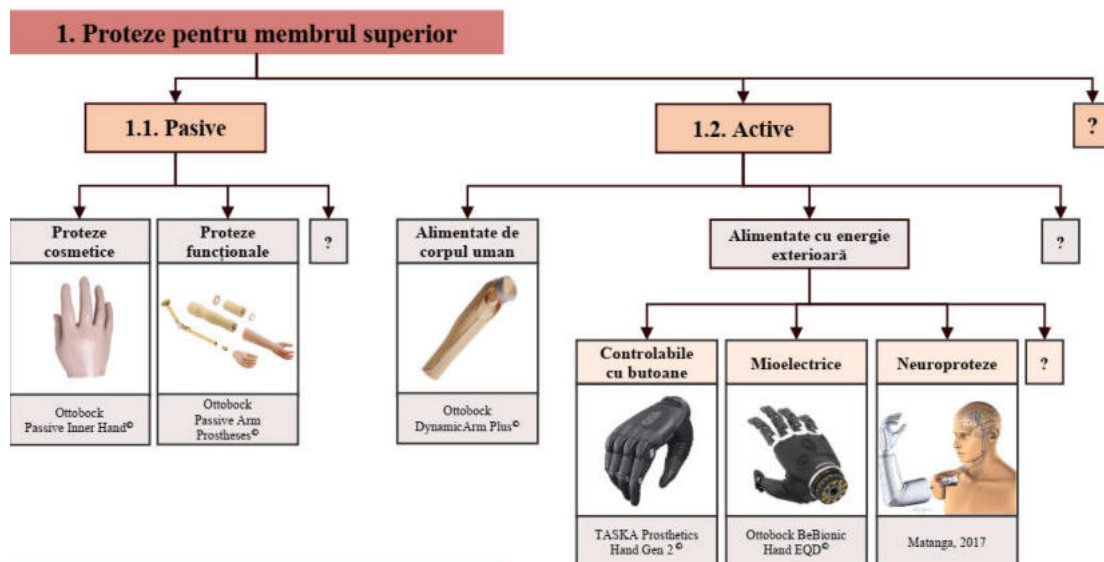 1. Proteze pentru membrul superior
1.1. Pasive
1.2. Active
?
Proteze
cosmetice
Proteze
funcționale
?
Alimentate de
corpul uman
Alimentate cu energie
exterioară
?
Controlabile
cu butoane
Mioelectrice
Neuroproteze
?
Ottobock
Passive Inner Hand©
Ottobock
Passive Arm
Prostheses©
Ottobock
DynamicArm Plus©
TASKA Prosthetics
Hand Gen 2©
Ottobock BeBionic
Hand EQD©
Matanga, 2017